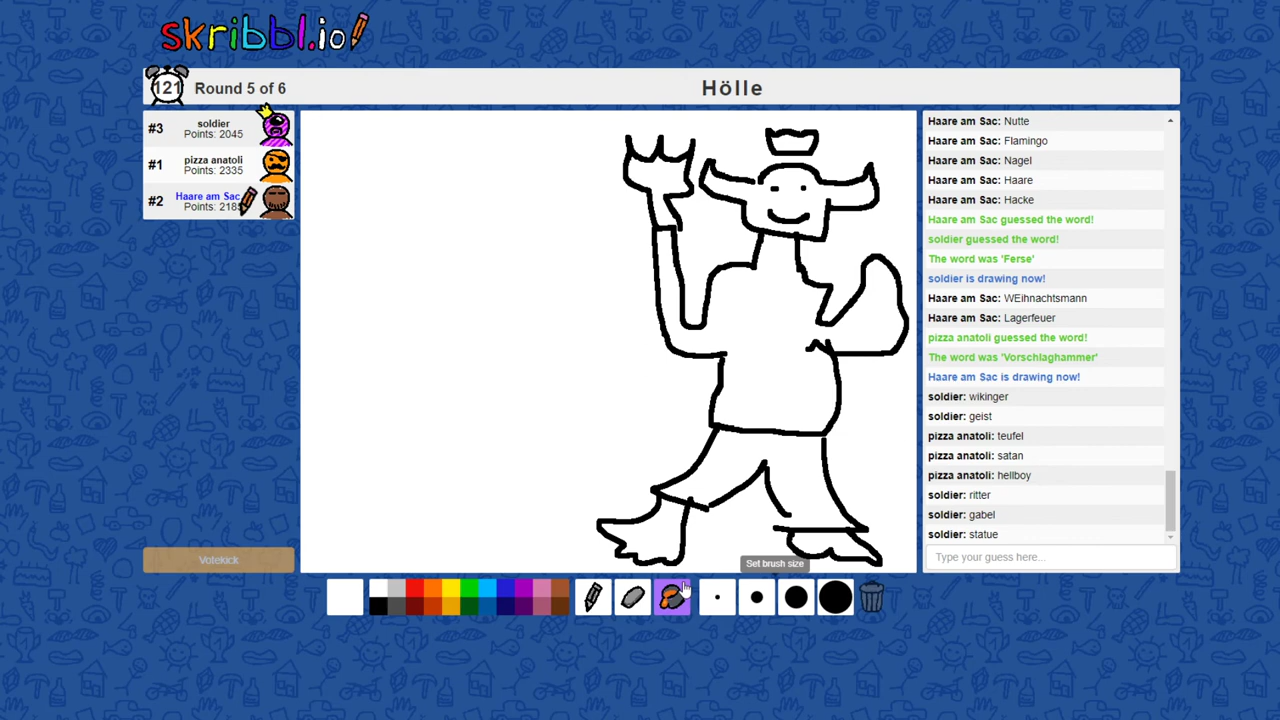 skribbl.io
121
Round 5 of 6
Hölle
#3
soldier
Points: 2045
#1
pizza anatoli
Points: 2335
#2
Haare am Sac
Points: 218
Votekick
Haare am Sac: Nutte
Haare am Sac: Flamingo
Haare am Sac: Nagel
Haare am Sac: Haare
Haare am Sac: Hacke
Haare am Sac guessed the word!
soldier guessed the word!
The word was 'Ferse'
soldier is drawing now!
Haare am Sac: WEihnachtsmann
Haare am Sac: Lagerfeuer
pizza anatoli guessed the word!
The word was 'Vorschlaghammer'
Haare am Sac is drawing now!
soldier: wikinger
soldier: geist
pizza anatoli: teufel
pizza anatoli: satan
pizza anatoli: hellboy
soldier: ritter
soldier: gabel
soldier: statue
Type your guess here...
Set brush size